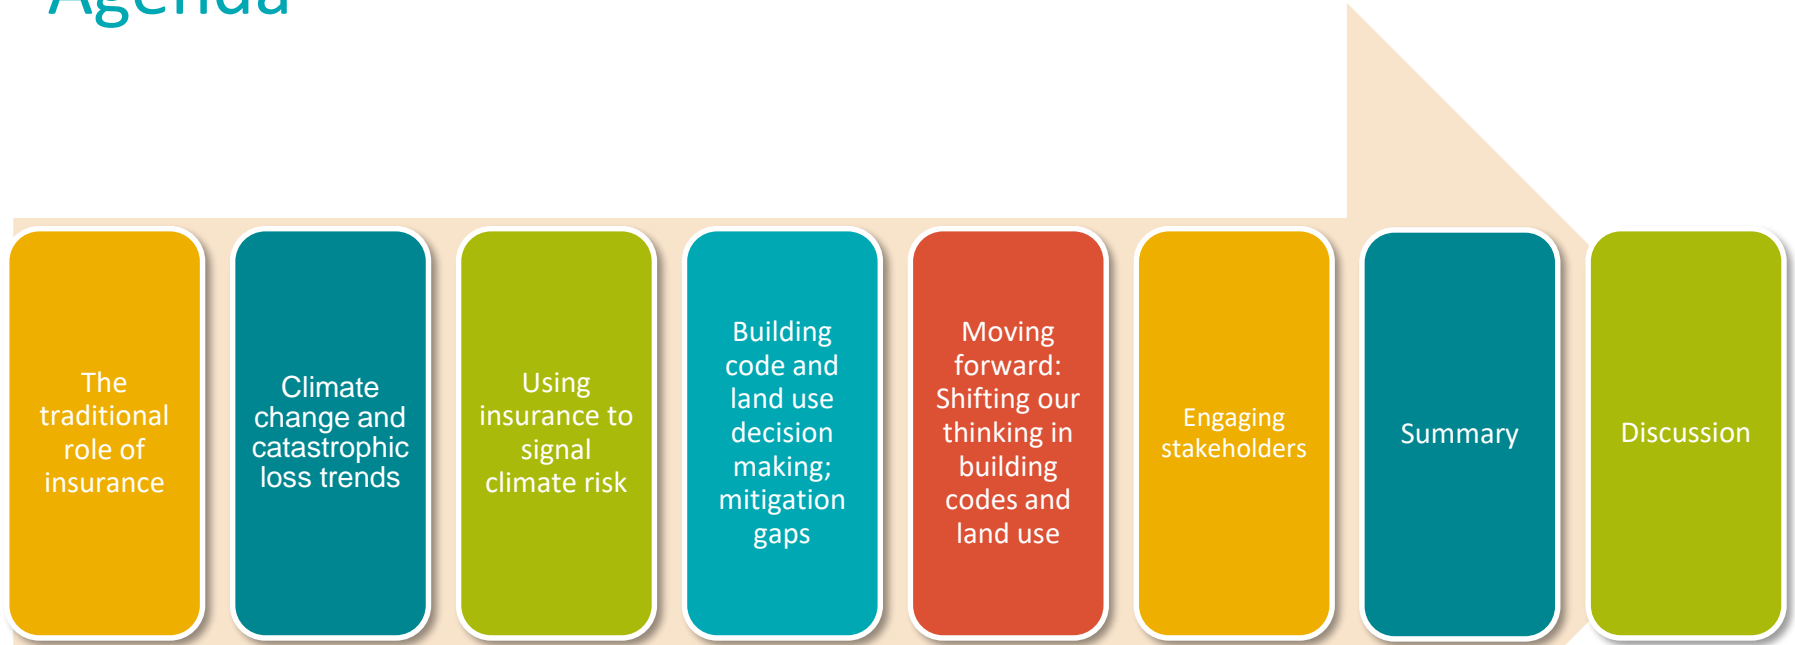 Agenda
The
traditional
role of
insurance
Climate
change and
catastrophic
loss trends
Using
insurance to
signal
climate risk
Building
code and
land use
decision
making;
mitigation
gaps
Moving
forward:
Shifting our
thinking in
building
codes and
land use
Engaging
stakeholders
Summary
Discussion